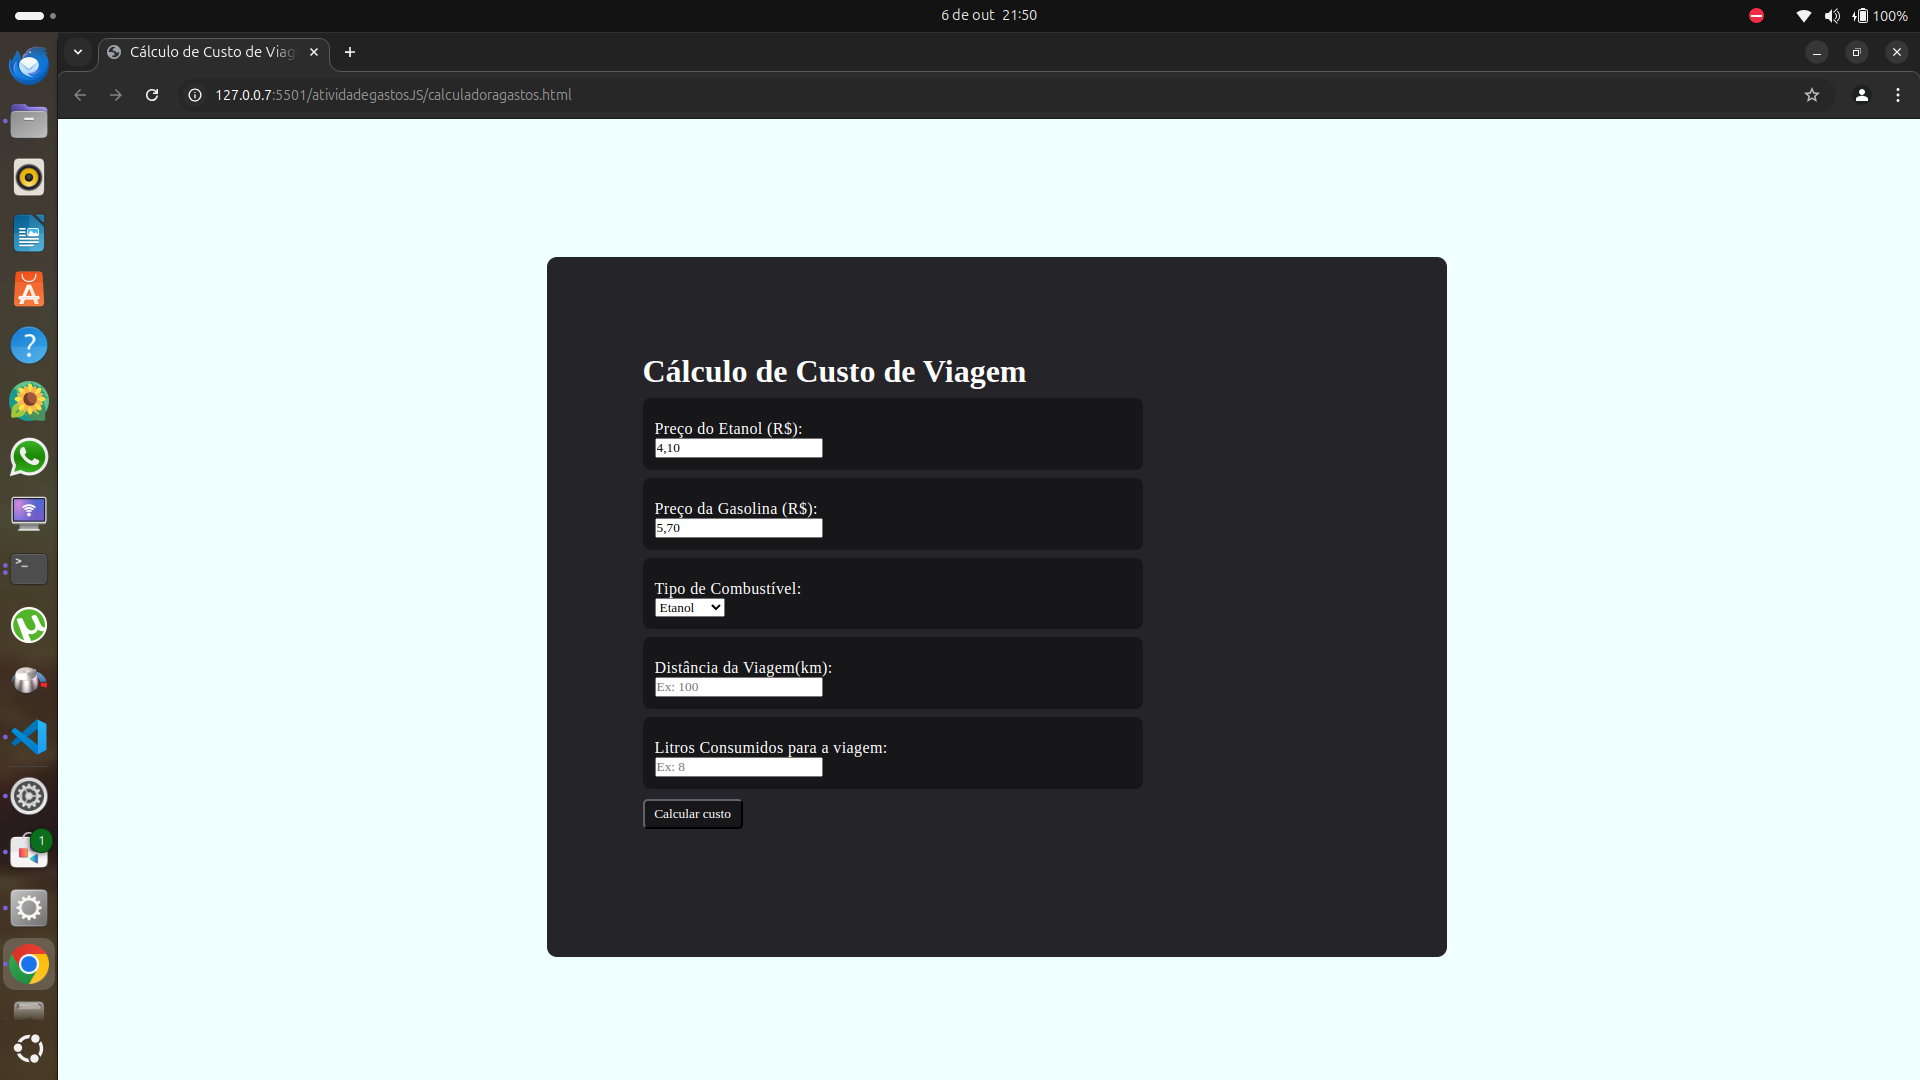 6 de out 21:50
100%
Cálculo de Custo de Viag
127.0.0.7:5501/atividadegastosJS/calculadoragastos.html
Cálculo de Custo de Viagem
Preço do Etanol (R$):
4,10
Preço da Gasolina (R$):
5,70
Tipo de Combustível:
Etanol
Distância da Viagem(km):
Ex: 100
Litros Consumidos para a viagem:
Ex: 8
Calcular custo
>_
1